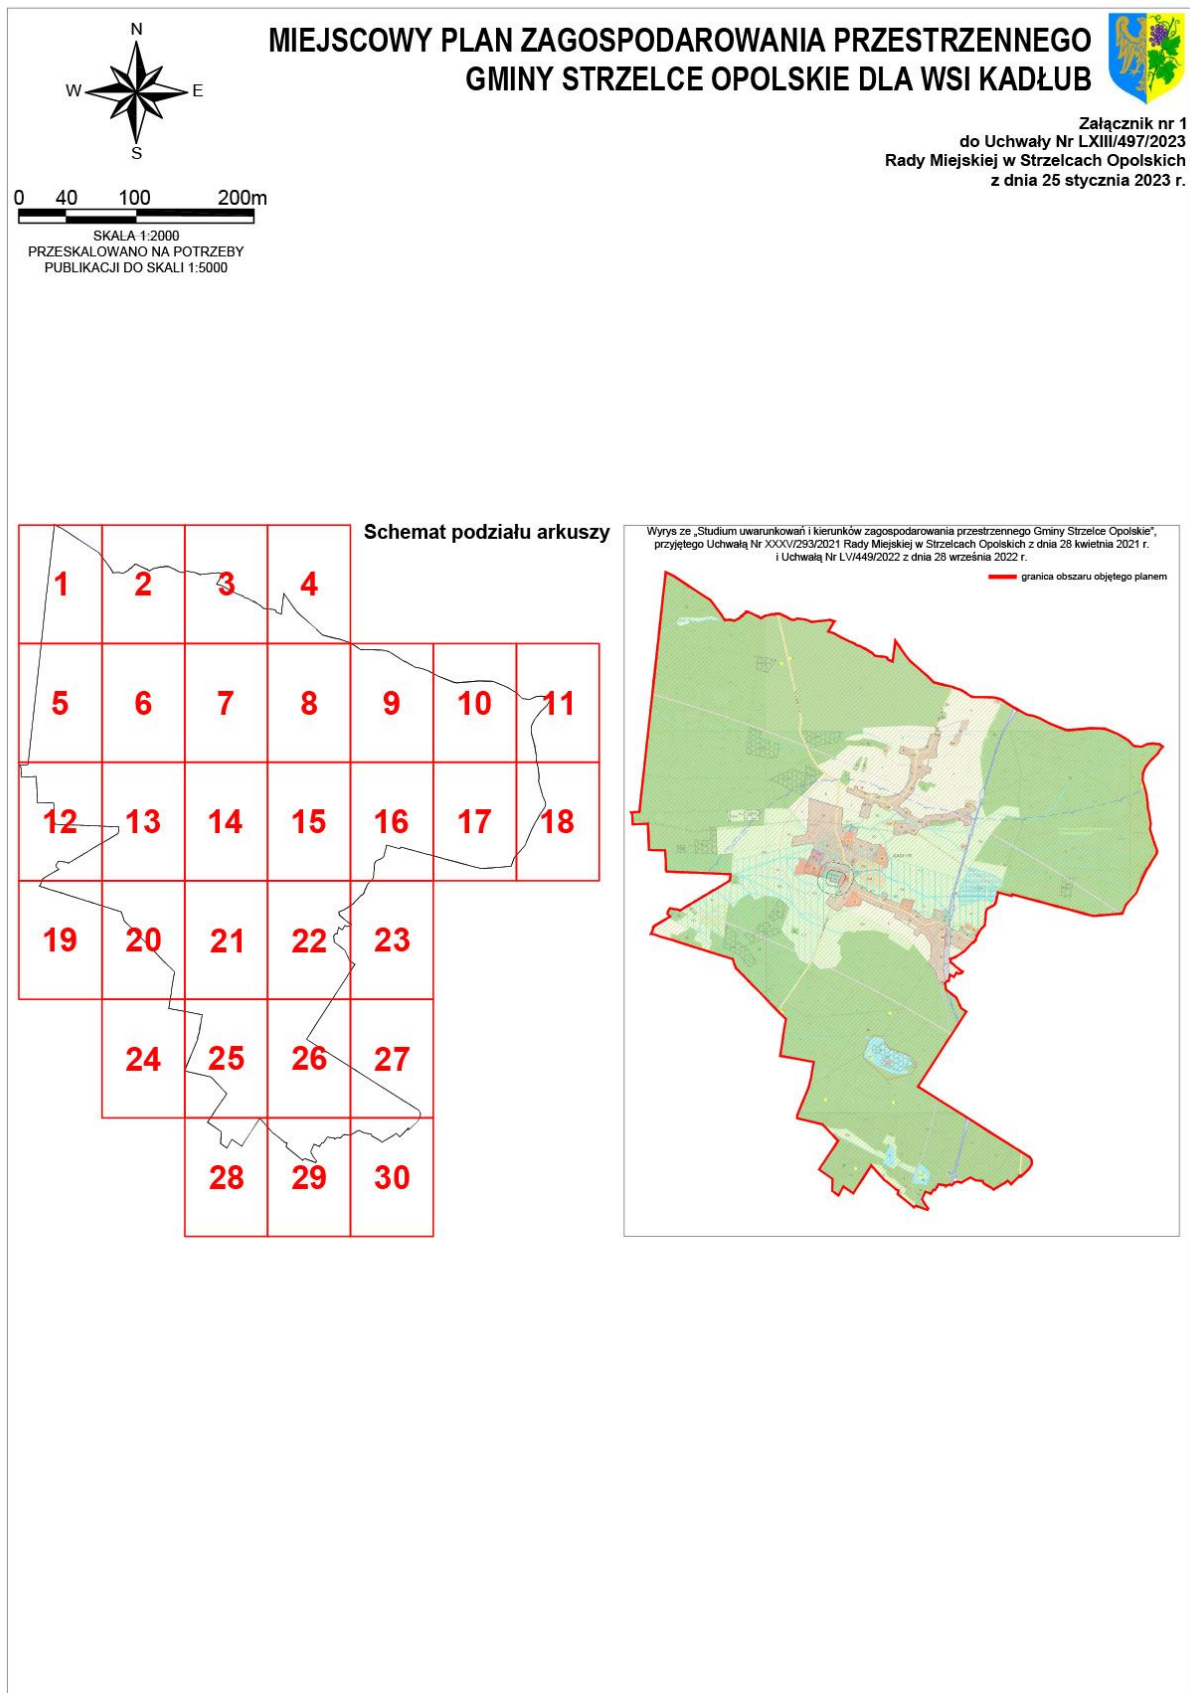 MIEJSCOWY PLAN ZAGOSPODAROWANIA PRZESTRZENNEGO
GMINY STRZELCE OPOLSKIE DLA WSI KADŁUB
N
W E
S
Załącznik nr 1
do Uchwały Nr LXIII/497/2023
Rady Miejskiej w Strzelcach Opolskich
z dnia 25 stycznia 2023 r.
0 40 100 200m
SKALA 1:2000
PRZESKALOWANO NA POTRZEBY
PUBLIKACJI DO SKALI 1:5000
Schemat podziału arkuszy
1 2 3 4
5 6 7 8 9 10 11
12 13 14 15 16 17 18
19 20 21 22 23
24 25 26 27
28 29 30
Wyrys ze „Studium uwarunkowań i kierunków zagospodarowania przestrzennego Gminy Strzelce Opolskie”,
przyjętego Uchwałą Nr XXXV/293/2021 Rady Miejskiej w Strzelcach Opolskich z dnia 28 kwietnia 2021 r.
i Uchwałą Nr LV/449/2022 z dnia 28 września 2022 r.
granica obszaru objętego planem